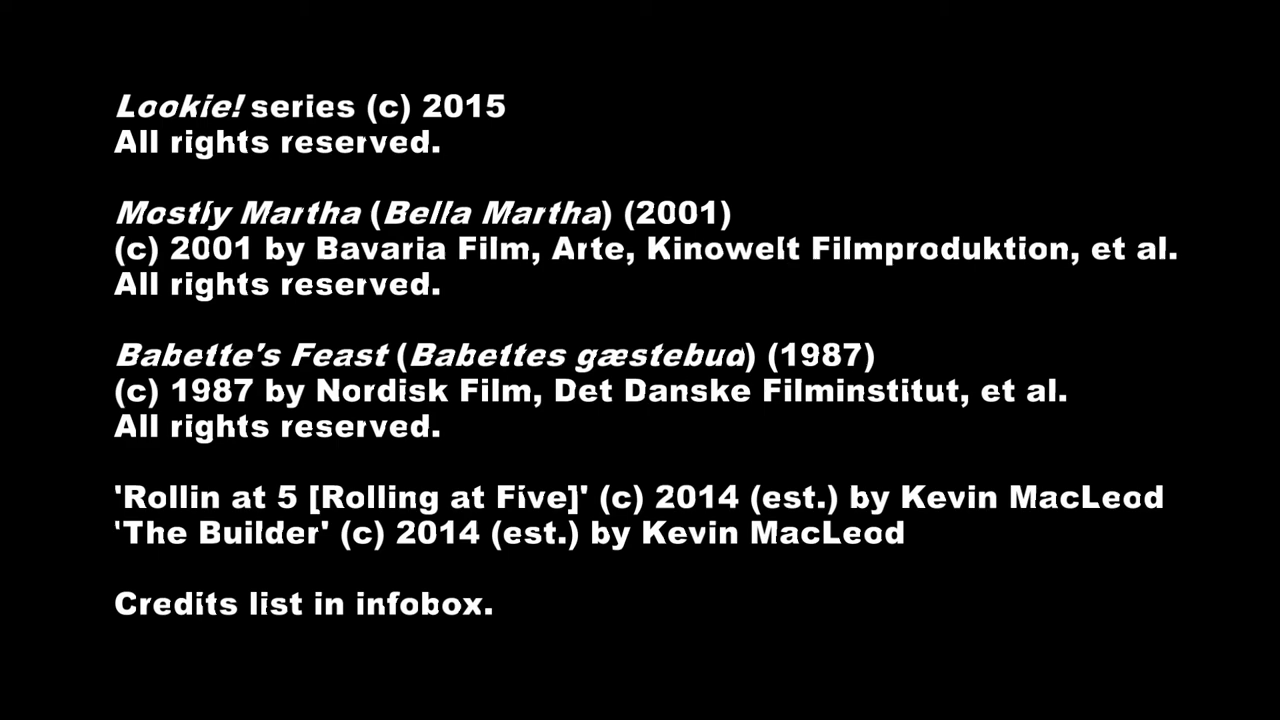 Lookie! series (c) 2015
All rights reserved.
Mostly Martha (Bella Martha) (2001)
(c) 2001 by Bavaria Film, Arte, Kinowelt Filmproduktion, et al.
All rights reserved.
Babette's Feast (Babettes gæstebud) (1987)
(c) 1987 by Nordisk Film, Det Danske Filminstitut, et al.
All rights reserved.
'Rollin at 5 [Rolling at Five]' (c) 2014 (est.) by Kevin MacLeod
'The Builder' (c) 2014 (est.) by Kevin MacLeod
Credits list in infobox.